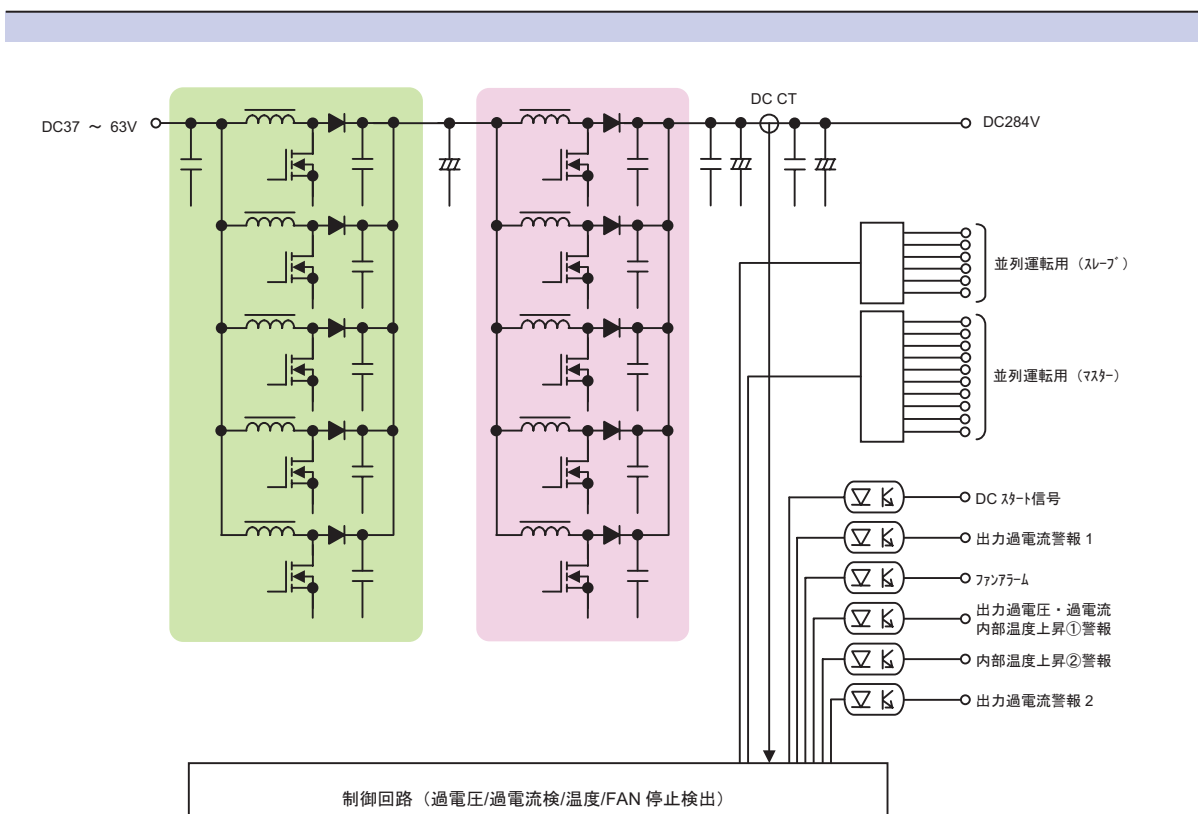 DC CT
DC37 ～ 63V
DC284V
並列運転用（ｽﾚｰﾌﾞ）
並列運転用（ﾏｽﾀｰ）
DC ｽﾀｰﾄ信号
出力過電流警報 1
ﾌｧﾝｱﾗｰﾑ
出力過電圧・過電流
内部温度上昇①警報
内部温度上昇②警報
出力過電流警報 2
制御回路（過電圧/過電流検/温度/FAN 停止検出）